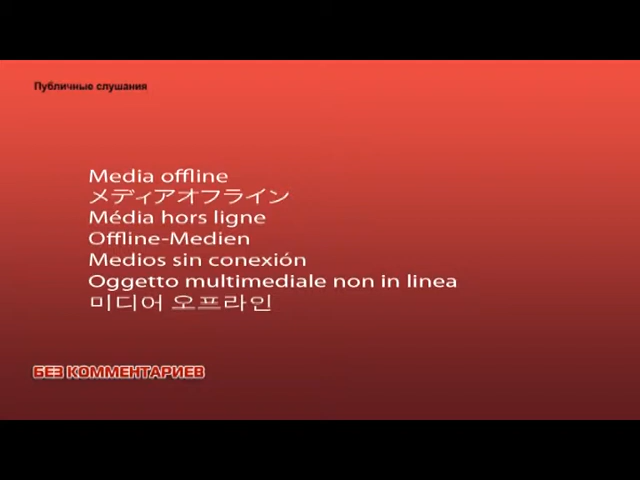 Публичные слушания
Media offline
メディアオフライン
Média hors ligne
Offline-Medien
Medios sin conexión
Oggetto multimediale non in linea
미디어 오프라인
БЕЗ КОММЕНТАРИЕВ